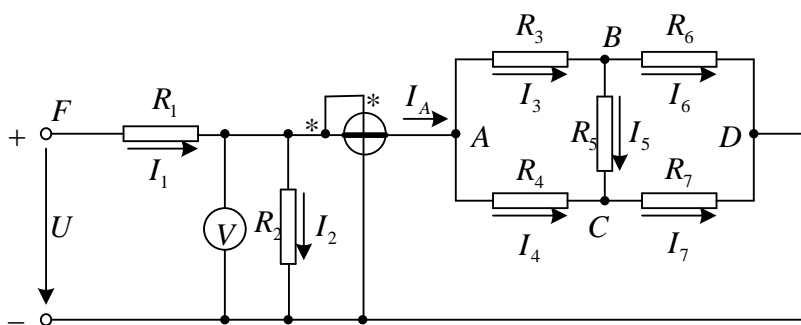 R3 B R6
F R1 * * IA I3 I6
+ A R5 I5 D
I1 R4 R7
U V R2 I2 C
I4 I7
−